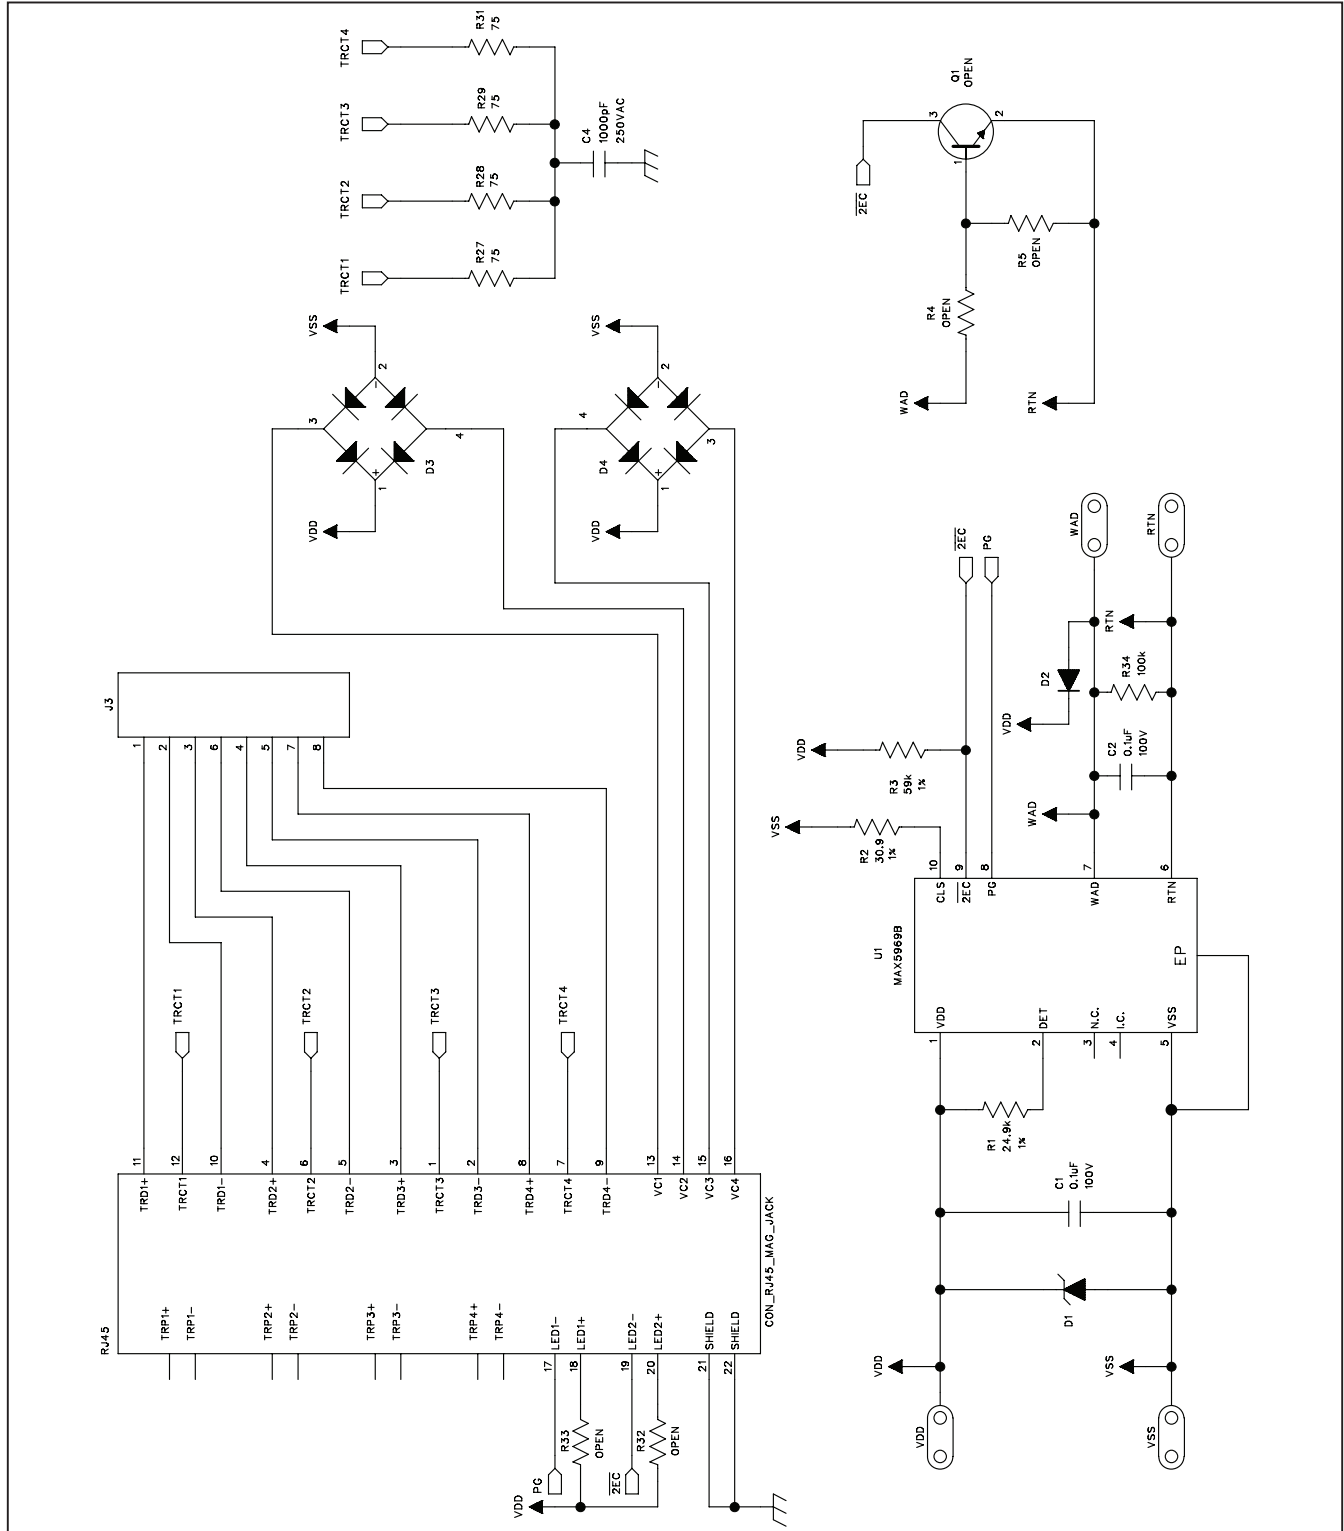 RJ45
TRP1+
TRP1-
TRP2+
TRP2-
TRP3+
TRP3-
TRP4+
TRP4-
17 LED1-
18 LED1+
19 LED2-
20 LED2+
21 SHIELD
22 SHIELD
CON_RJ45_MAG_JACK
VDD
PG
R33
OPEN
2EC
R32
OPEN
TRD1+ 11
TRCT1 12
TRD1- 10
TRD2+ 4
TRCT2 6
TRD2- 5
TRD3+ 3
TRCT3 1
TRD3- 2
TRD4+ 8
TRCT4 7
TRD4- 9
VC1 13
VC2 14
VC3 15
VC4 16
TRCT1
TRCT2
TRCT3
TRCT4
J3
1
2
3
6
4
5
7
8
VDD
VSS
1 +
- 2
3
4
D3
VDD
VSS
1 +
- 2
4
3
D4
TRCT1
R27
75
TRCT2
R28
75
TRCT3
R29
75
TRCT4
R31
75
C4
1000pF
250VAC
VDD
VSS
VDD
VSS
D1
C1
0.1uF
100V
R1
24.9k
1%
U1
MAX5969B
1 VDD
2 DET
3 N.C.
4 I.C.
5 VSS
EP
CLS 10
2EC 9
PG 8
WAD 7
RTN 6
VSS
R2
30.9
1%
VDD
R3
59k
1%
2EC
PG
WAD
C2
0.1uF
100V
VDD
D2
R34
100k
RTN
WAD
RTN
WAD
R4
OPEN
RTN
R5
OPEN
2EC
Q1
OPEN
1
2
3